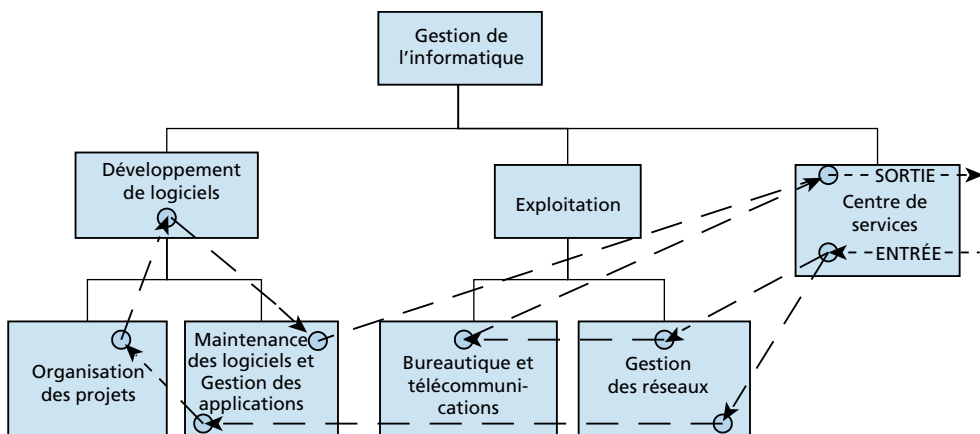 Gestion de
l’informatique
Développement
de logiciels
Exploitation
SORTIE
Centre de
services
ENTRÉE
Organisation
des projets
Maintenance
des logiciels et
Gestion des
applications
Bureautique et
télécommuni-
cations
Gestion
des réseaux